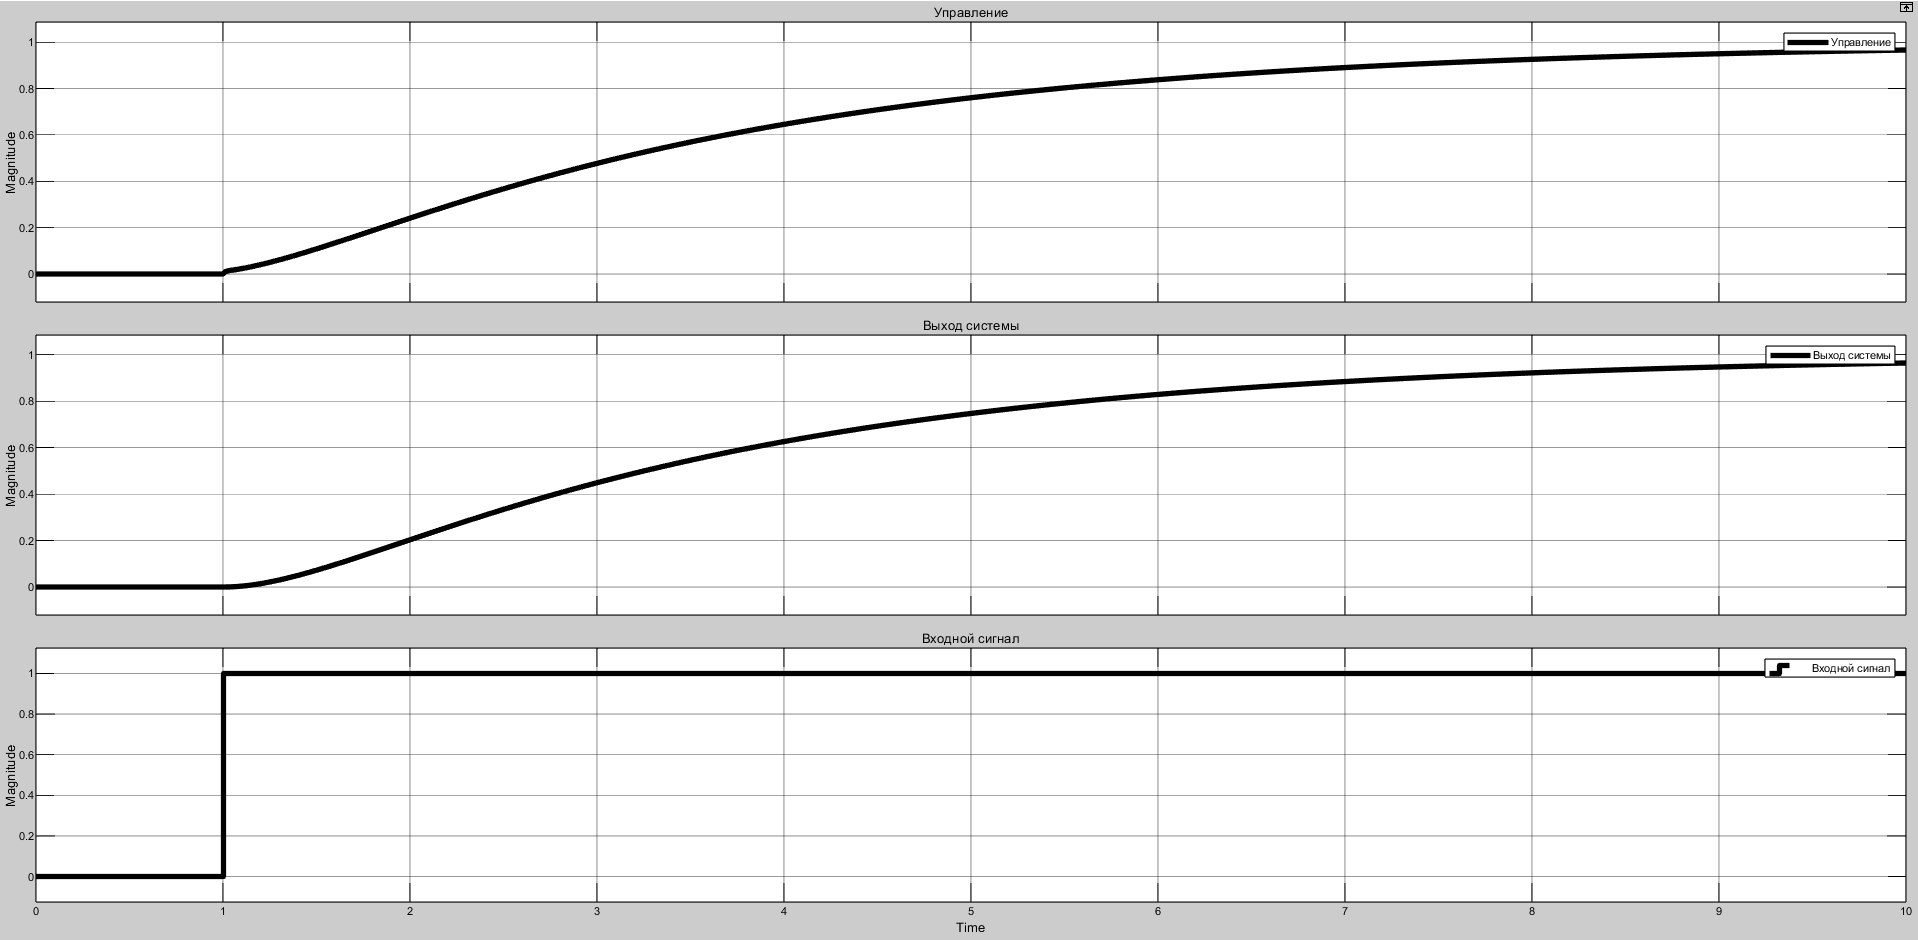 Управление
1
0.8
0.6
0.4
0.2
0
Magnitude
Управление
Выход системы
1
0.8
0.6
0.4
0.2
0
Magnitude
Выход системы
Входной сигнал
1
0.8
0.6
0.4
0.2
0
Magnitude
Входной сигнал
0 1 2 3 4 5 6 7 8 9 10
Time